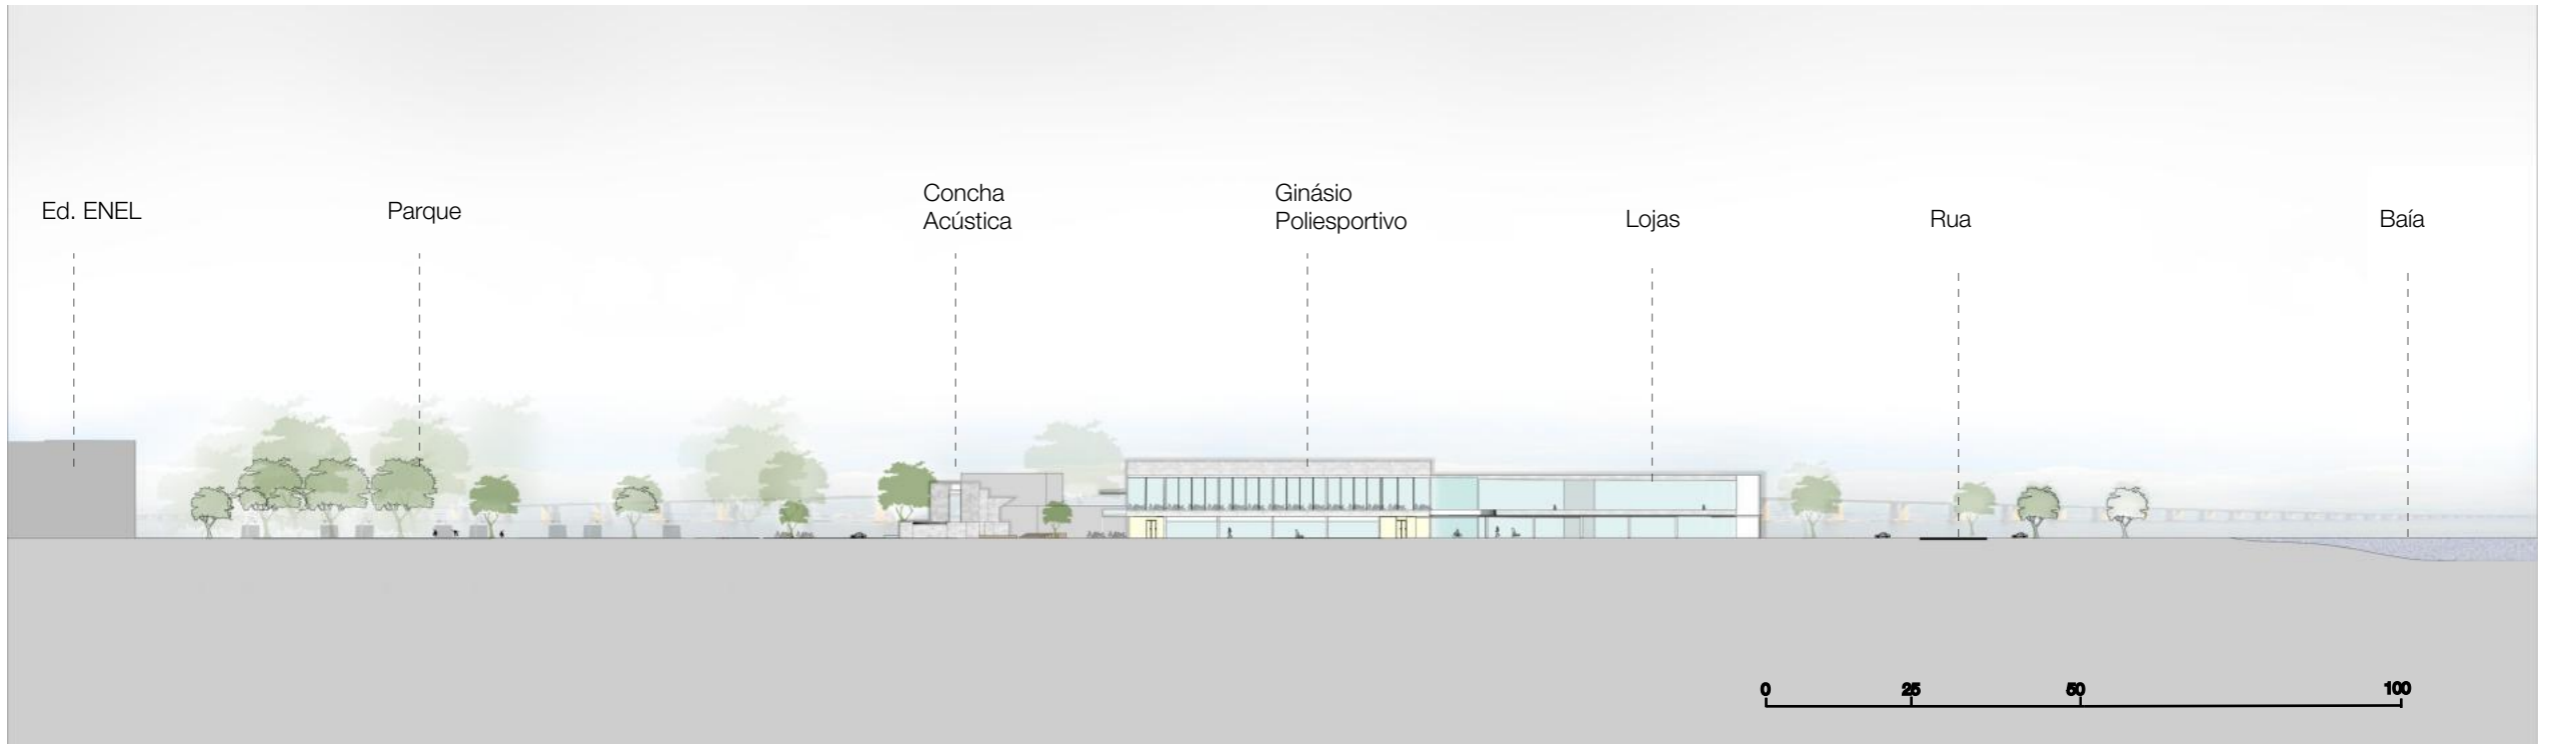 Ed. ENEL
Parque
Concha
Acústica
Ginásio
Poliesportivo
Lojas
Rua
Baía
0 25 50 100